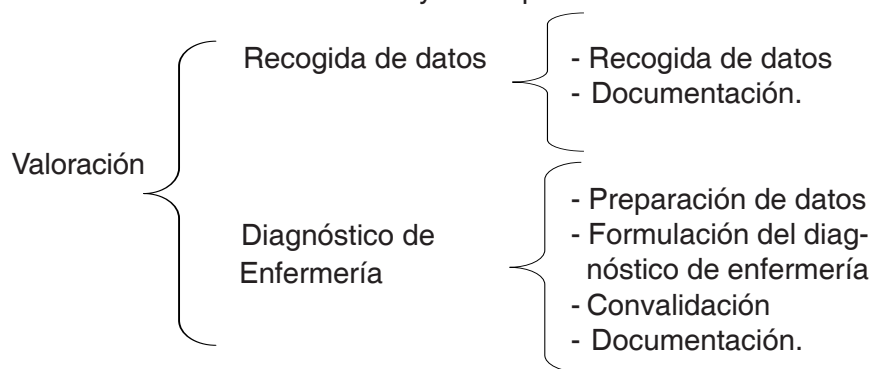 Recogida de datos
- Recogida de datos
- Documentación.
Valoración
Diagnóstico de
Enfermería
- Preparación de datos
- Formulación del diag-
nóstico de enfermería
- Convalidación
- Documentación.